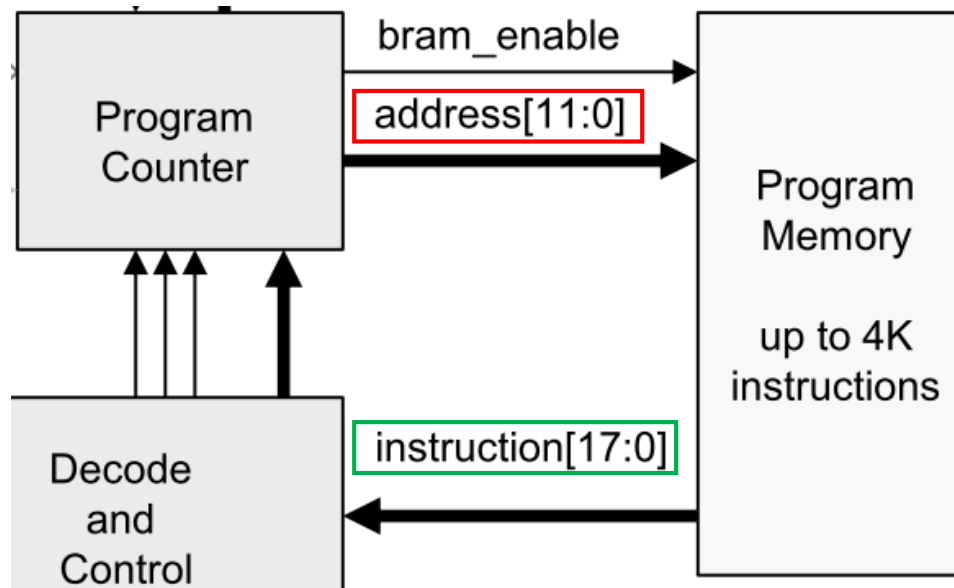 bram_enable
Program
Counter
address[11:0]
Program
Memory
up to 4K
instructions
instruction[17:0]
Decode
and
Control